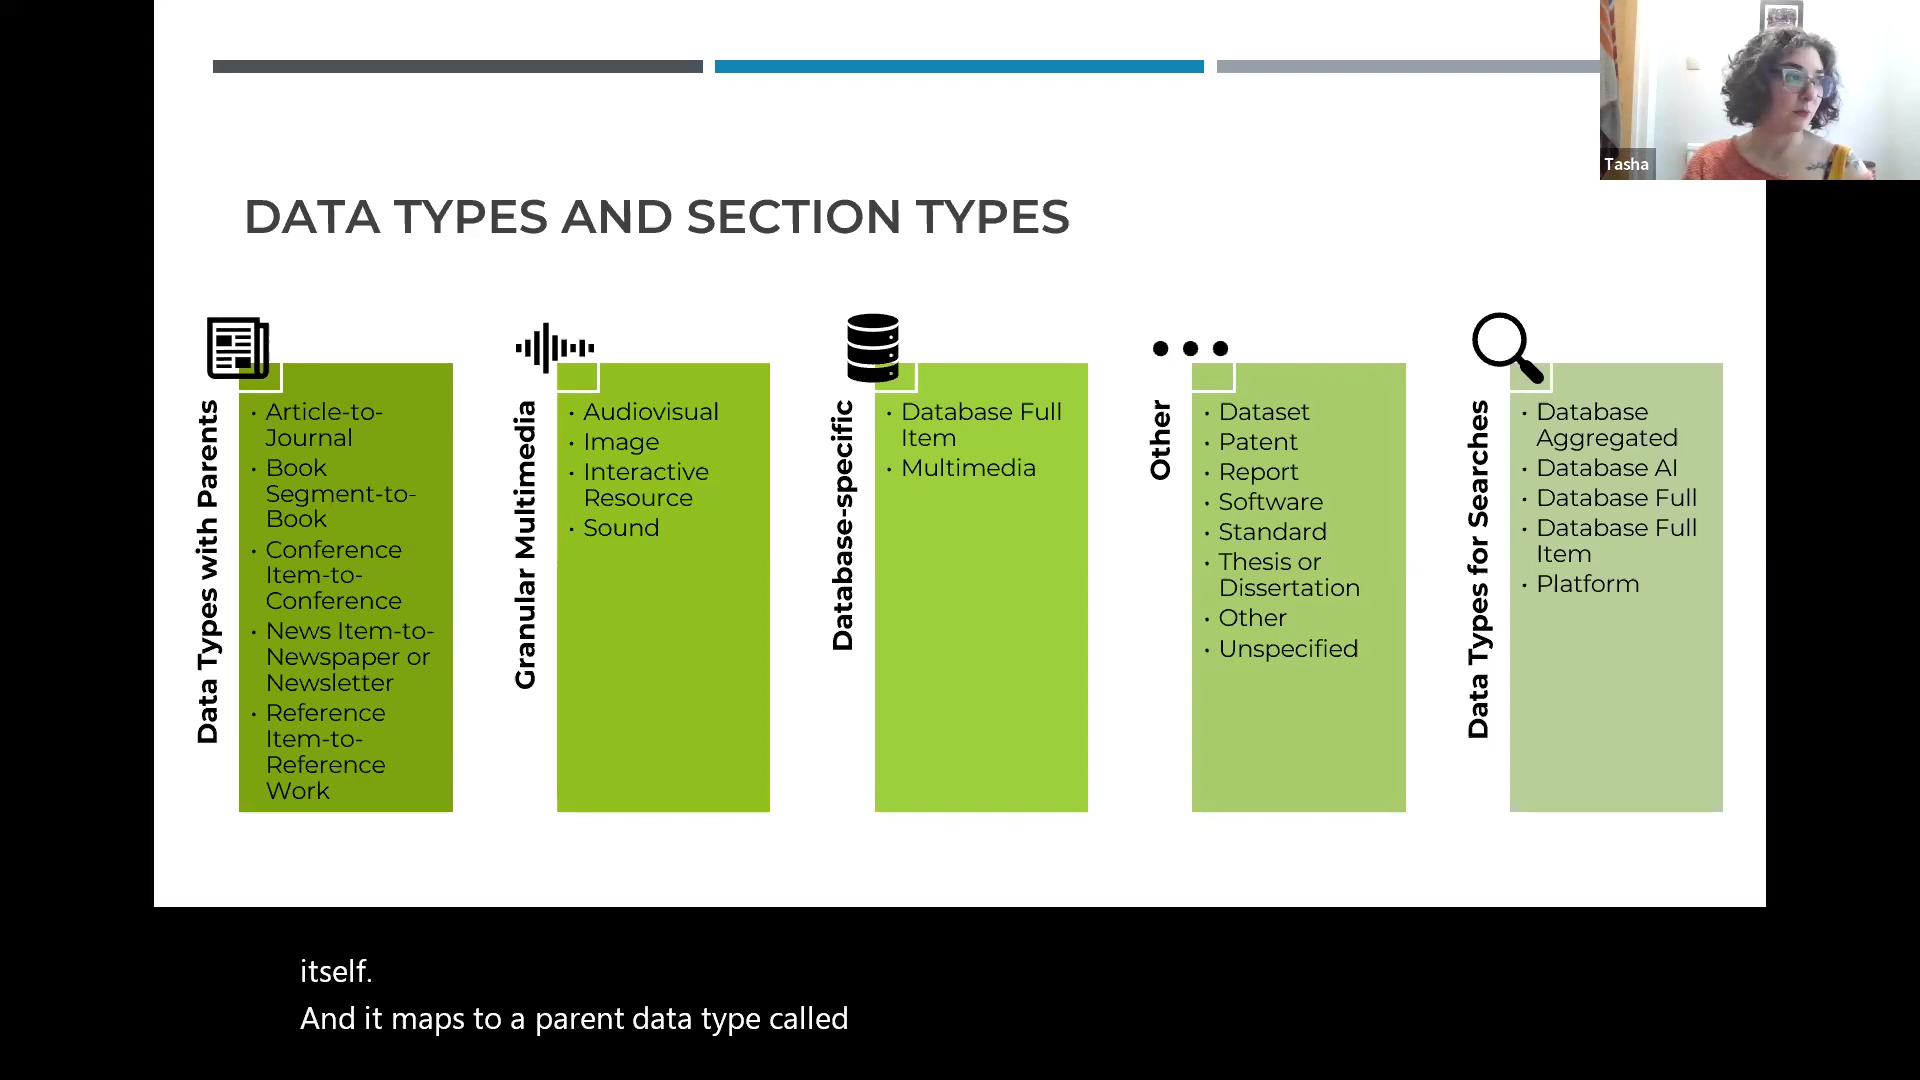 Tasha
DATA TYPES AND SECTION TYPES
Data Types with Parents
• Article-to-
Journal
• Book
Segment-to-
Book
• Conference
Item-to-
Conference
• News Item-to-
Newspaper or
Newsletter
• Reference
Item-to-
Reference
Work
Granular Multimedia
• Audiovisual
• Image
• Interactive
Resource
• Sound
Database-specific
• Database Full
Item
• Multimedia
Other
• Dataset
• Patent
• Report
• Software
• Standard
• Thesis or
Dissertation
• Other
• Unspecified
Data Types for Searches
• Database
Aggregated
• Database AI
• Database Full
• Database Full
Item
• Platform
itself.
And it maps to a parent data type called